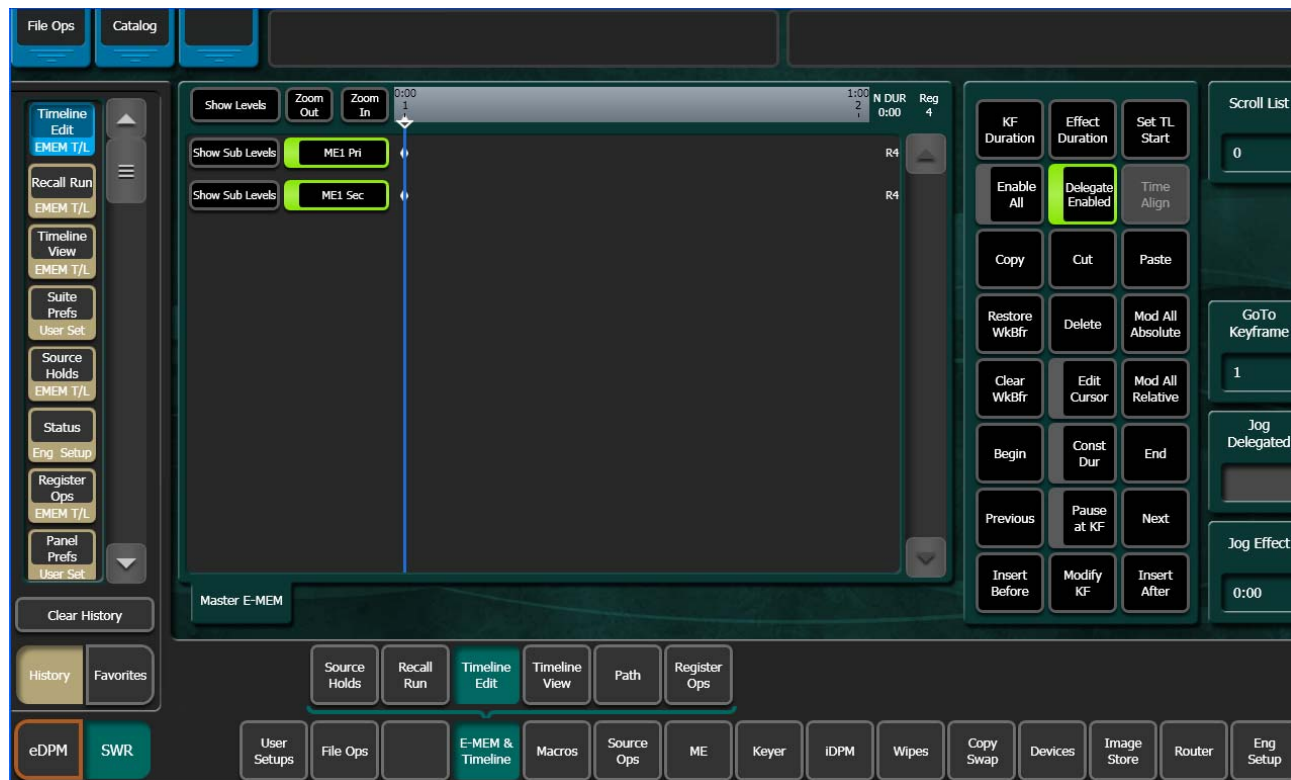 File Ops
Catalog
Timeline
Edit
EMEM T/L
Recall Run
EMEM T/L
Timeline
View
EMEM T/L
Suite
Prefs
User Set
Source
Holds
EMEM T/L
Status
Eng Setup
Register
Ops
EMEM T/L
Panel
Prefs
User Set
Clear History
History
Favorites
eDPM
SWR
Show Levels
Zoom
Out
Zoom
In
0:00
1
1:00
2
N DUR
0:00
Reg
4
Show Sub Levels
ME1 Pri
R4
Show Sub Levels
ME1 Sec
R4
Master E-MEM
KF
Duration
Effect
Duration
Set TL
Start
Enable
All
Delegate
Enabled
Time
Align
Copy
Cut
Paste
Restore
WkBfr
Delete
Mod All
Absolute
Clear
WkBfr
Edit
Cursor
Mod All
Relative
Begin
Const
Dur
End
Previous
Pause
at KF
Next
Insert
Before
Modify
KF
Insert
After
Scroll List
0
GoTo
Keyframe
1
Jog
Delegated
Jog Effect
0:00
Source
Holds
Recall
Run
Timeline
Edit
Timeline
View
Path
Register
Ops
User
Setups
File Ops
E-MEM &
Timeline
Macros
Source
Ops
ME
Keyer
iDPM
Wipes
Copy
Swap
Devices
Image
Store
Router
Eng
Setup